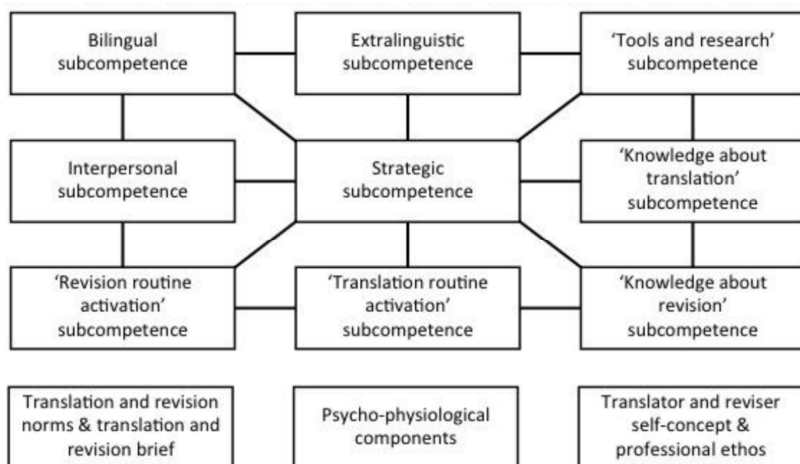 Bilingual
subcompetence
Extralinguistic
subcompetence
‘Tools and research’
subcompetence
Interpersonal
subcompetence
Strategic
subcompetence
‘Knowledge about
translation’
subcompetence
‘Revision routine
activation’
subcompetence
‘Translation routine
activation’
subcompetence
‘Knowledge about
revision’
subcompetence
Translation and revision
norms & translation and
revision brief
Psycho-physiological
components
Translator and reviser
self-concept &
professional ethos